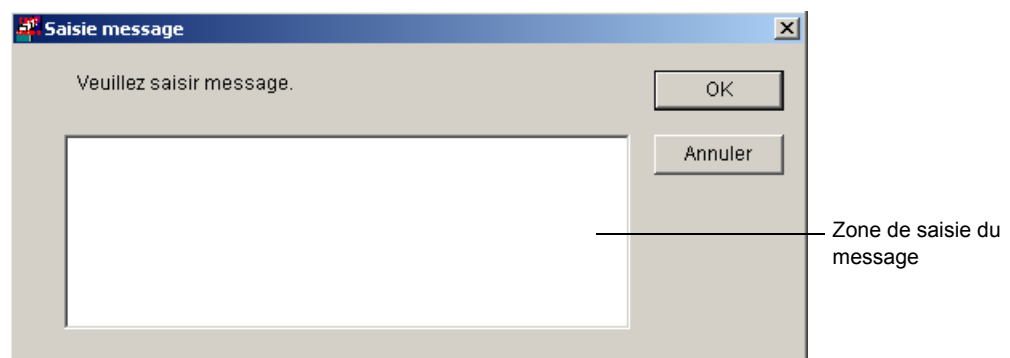 Saisie message
Veuillez saisir message.
OK
Annuler
Zone de saisie du
message